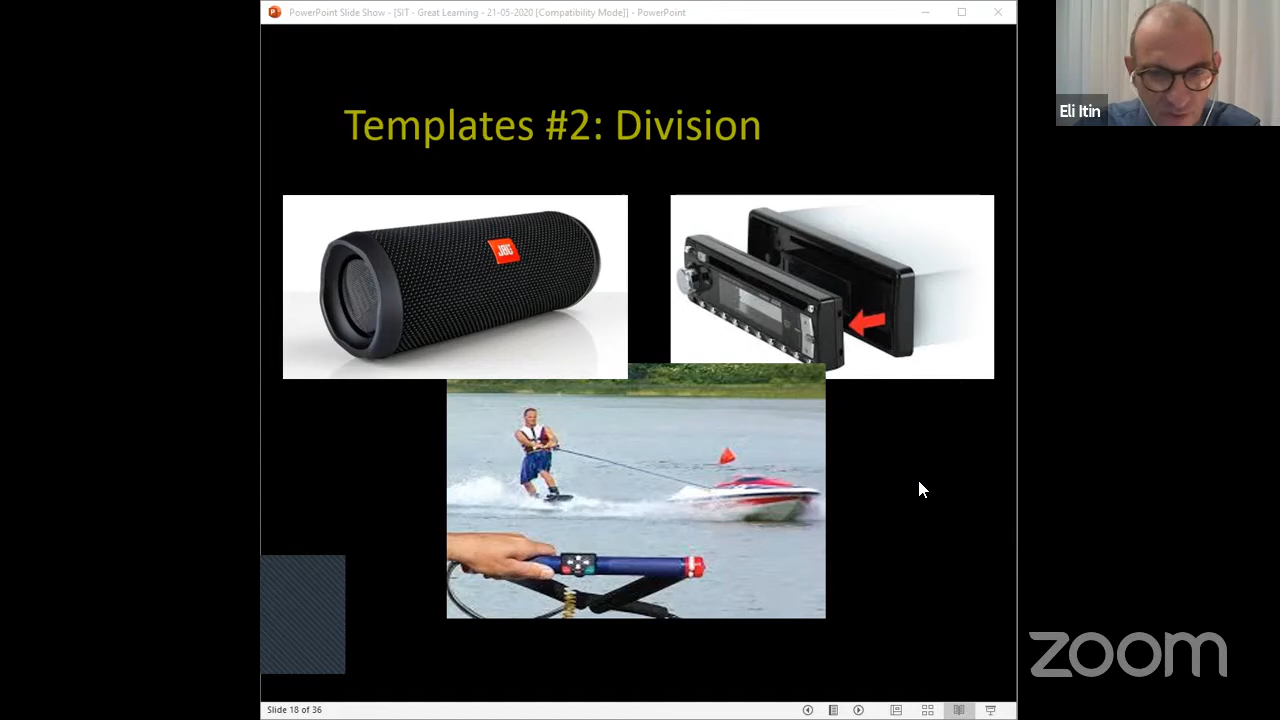 PowerPoint Slide Show - [SIT - Great Learning - 21-05-2020 [Compatibility Mode]] - PowerPoint
Eli Itin
Templates #2: Division
JBL
zoom
Slide 18 of 36